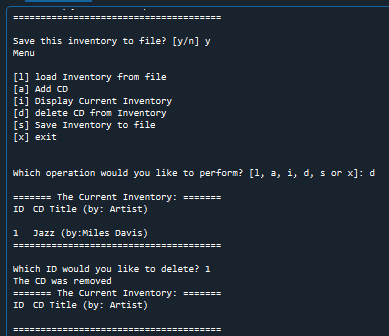 ======================================
Save this inventory to file? [y/n] y
Menu
[l] load Inventory from file
[a] Add CD
[i] Display Current Inventory
[d] delete CD from Inventory
[s] Save Inventory to file
[x] exit
Which operation would you like to perform? [l, a, i, d, s or x]: d
======= The Current Inventory: =======
ID CD Title (by: Artist)
1 Jazz (by:Miles Davis)
======================================
Which ID would you like to delete? 1
The CD was removed
======= The Current Inventory: =======
ID CD Title (by: Artist)
======================================